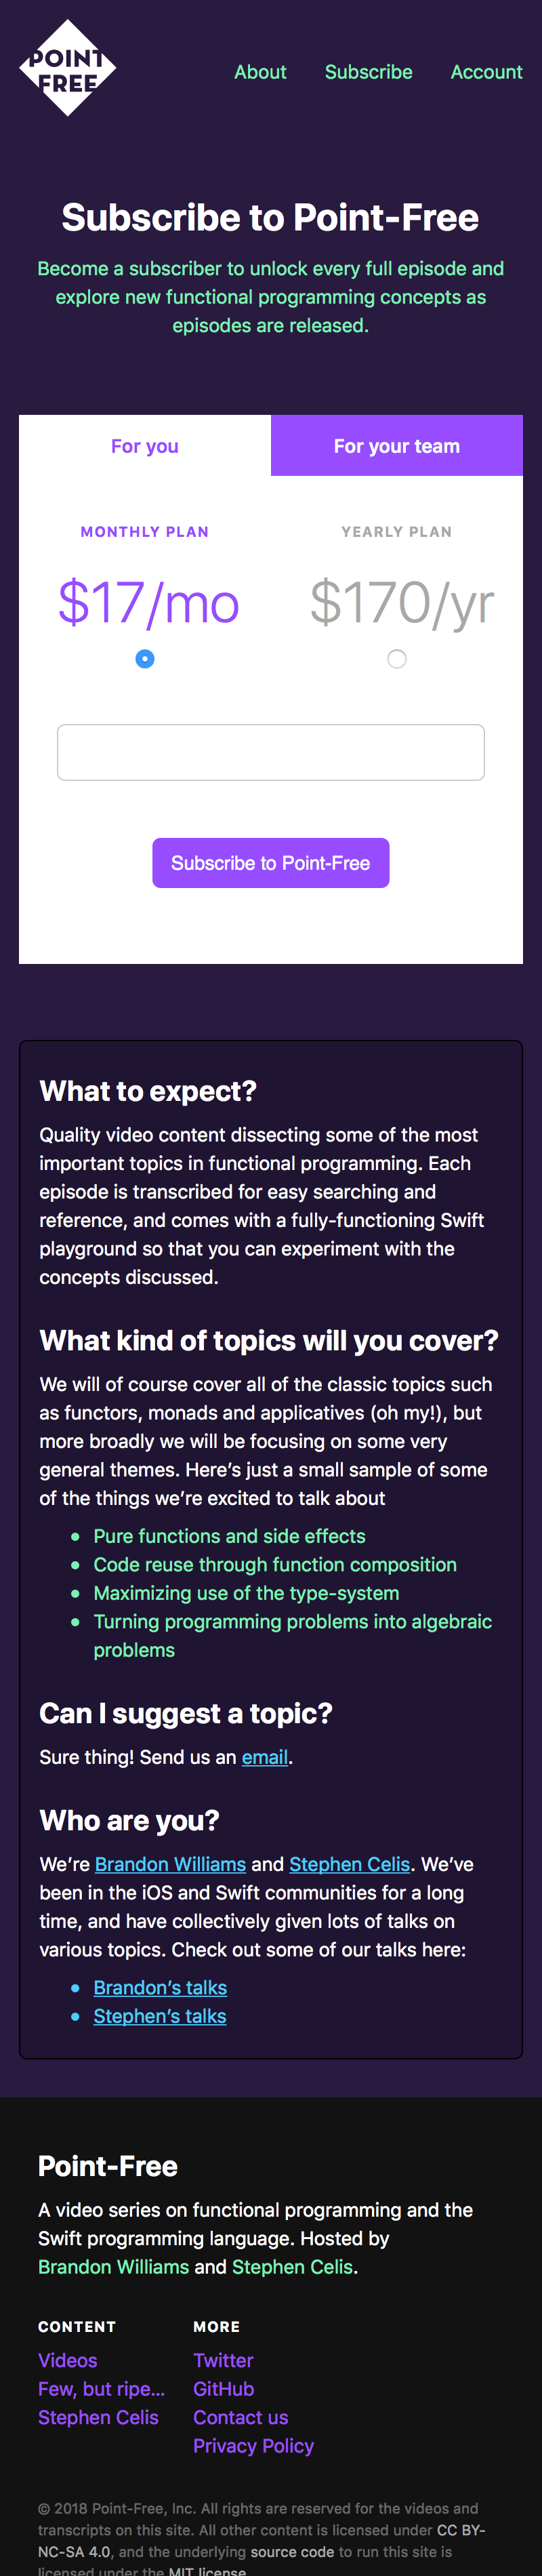 POINT
FREE
About Subscribe Account
Subscribe to Point-Free
Become a subscriber to unlock every full episode and
explore new functional programming concepts as
episodes are released.
For you For your team
MONTHLY PLAN YEARLY PLAN
$17/mo $170/yr
Subscribe to Point-Free
What to expect?
Quality video content dissecting some of the most
important topics in functional programming. Each
episode is transcribed for easy searching and
reference, and comes with a fully-functioning Swift
playground so that you can experiment with the
concepts discussed.
What kind of topics will you cover?
We will of course cover all of the classic topics such
as functors, monads and applicatives (oh my!), but
more broadly we will be focusing on some very
general themes. Here’s just a small sample of some
of the things we’re excited to talk about
Pure functions and side effects
Code reuse through function composition
Maximizing use of the type-system
Turning programming problems into algebraic
problems
Can I suggest a topic?
Sure thing! Send us an email.
Who are you?
We’re Brandon Williams and Stephen Celis. We’ve
been in the iOS and Swift communities for a long
time, and have collectively given lots of talks on
various topics. Check out some of our talks here:
Brandon’s talks
Stephen’s talks
Point-Free
A video series on functional programming and the
Swift programming language. Hosted by
Brandon Williams and Stephen Celis.
CONTENT MORE
Videos Twitter
Few, but ripe... GitHub
Stephen Celis Contact us
Privacy Policy
© 2018 Point-Free, Inc. All rights are reserved for the videos and
transcripts on this site. All other content is licensed under CC BY-
NC-SA 4.0, and the underlying source code to run this site is
licensed under the MIT license